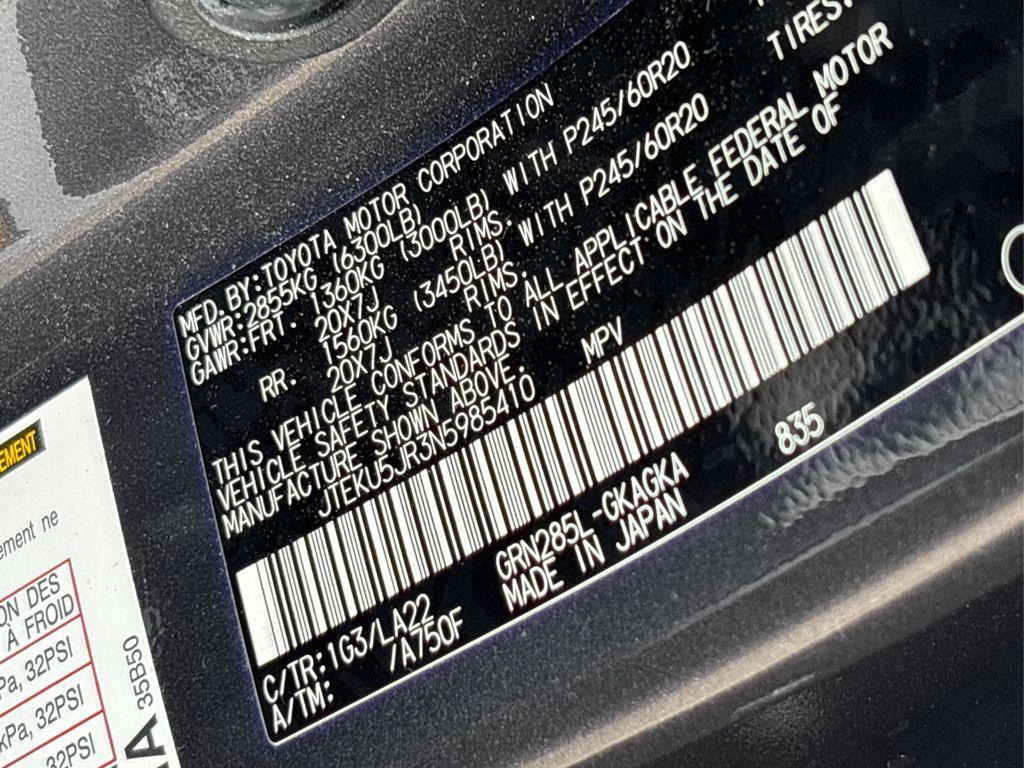 MFD. BY:TOYOTA MOTOR CORPORATION
GVWR:2855KG (6300LB)
GAWR:FRT. 1360KG (3000LB) WITH P245/60R20 TIRES,
20X7J RIMS.
RR. 1560KG (3450LB) WITH P245/60R20
20X7J RIMS.
THIS VEHICLE CONFORMS TO ALL APPLICABLE FEDERAL MOTOR
VEHICLE SAFETY STANDARDS IN EFFECT ON THE DATE OF
MANUFACTURE SHOWN ABOVE.
JTEKU5JR3N5985410 MPV
C/TR:1G3/LA22 GRN285L-GKAGKA 835
A/TM: /A750F MADE IN JAPAN
EMENT
ement ne
ON DES
À FROID
Pa, 32PSI
kPa, 32PSI
32PSI
35B50